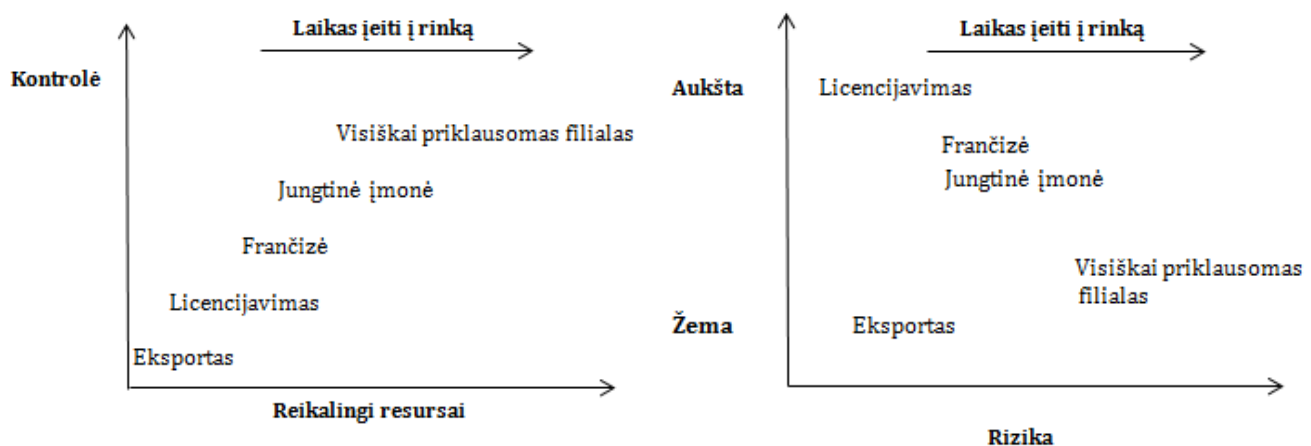 Laikas įeiti į rinką
Kontrolė
Visiškai priklausomas filialas
Jungtinė įmonė
Frančizė
Licencijavimas
Eksportas
Reikalingi resursai
Laikas įeiti į rinką
Aukšta
Licencijavimas
Frančizė
Jungtinė įmonė
Visiškai priklausomas
filialas
Žema
Eksportas
Rizika